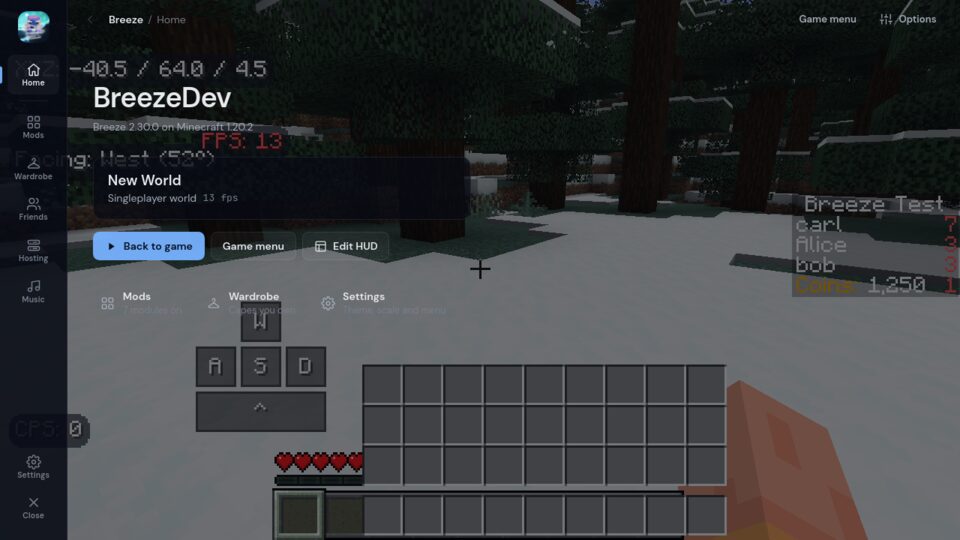 Breeze / Home
Game menu
Options
Home
-40.5 / 64.0 / 4.5
BreezeDev
Breeze 2.30.0 on Minecraft 1.20.2
FPS: 13
Mods
Facing: West (52°)
Wardrobe
New World
Singleplayer world 13 fps
Friends
Breeze Test
carl 7
Alice 3
bob 3
Coins: 1,250 1
Back to game
Game menu
Edit HUD
Hosting
Music
Mods
7 modules on
Wardrobe
Capes you own
Settings
Theme, scale and menu
W
A S D
^
CPS: 0
Settings
Close